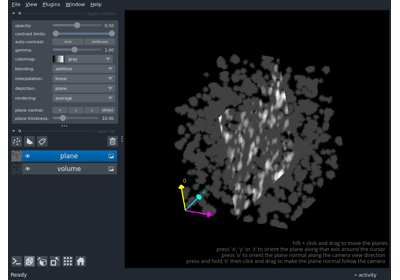 File View Plugins Window Help
opacity: 0.50
contrast limits:
auto-contrast: once continuous
gamma: 1.00
colormap: gray
blending: additive
interpolation: linear
depiction: plane
rendering: average
plane normal: x y z oblique
plane thickness: 10.00
plane
volume
0
shift + click and drag to move the planes
press 'x', 'y' or 'z' to orient the plane along that axis around the cursor
press 'o' to orient the plane normal along the camera view direction
press and hold 'o' then click and drag to make the plane normal follow the camera
Ready
activity